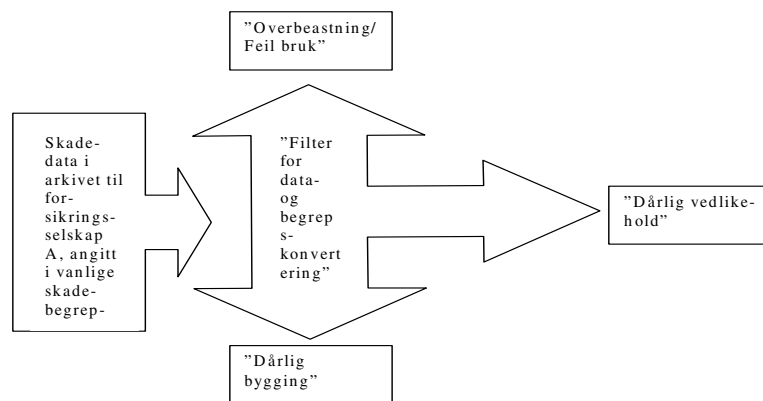 ”Overbeastning/
Feil bruk”
Skade-
data i
arkivet til
for-
sikrings-
selskap
A, angitt
i vanlige
skade-
begrep-
”Filter
for
data-
og
begrep
s-
konvert
ering”
”Dårlig vedlike-
hold”
”Dårlig
bygging”